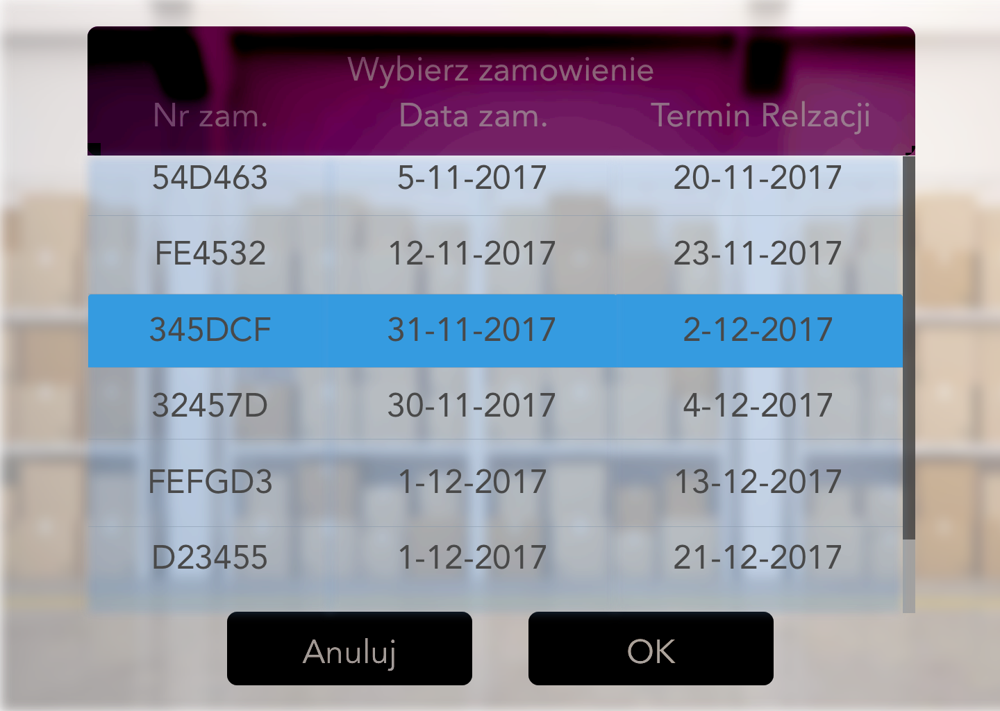 Wybierz zamowienie
Nr zam. Data zam. Termin Relzacji
54D463 5-11-2017 20-11-2017
FE4532 12-11-2017 23-11-2017
345DCF 31-11-2017 2-12-2017
32457D 30-11-2017 4-12-2017
FEFGD3 1-12-2017 13-12-2017
D23455 1-12-2017 21-12-2017
Anuluj OK